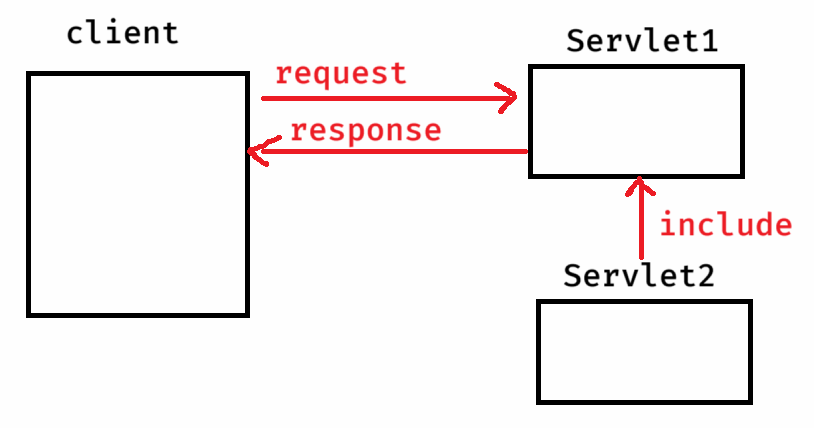 client
Servlet1
request
response
include
Servlet2